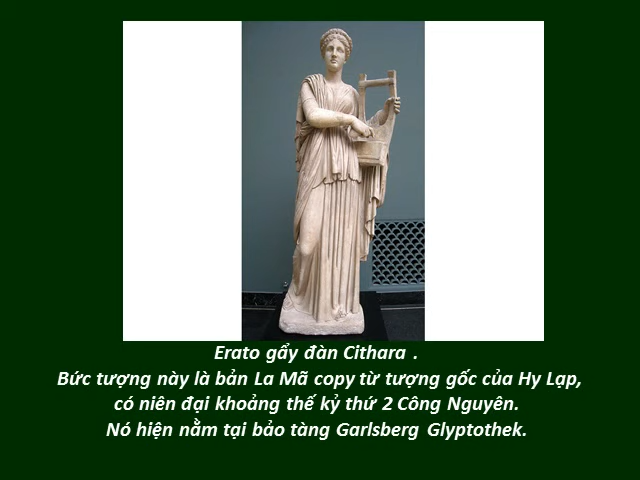 Erato gẩy đàn Cithara .
Bức tượng này là bản La Mã copy từ tượng gốc của Hy Lạp,
có niên đại khoảng thế kỷ thứ 2 Công Nguyên.
Nó hiện nằm tại bảo tàng Garlsberg Glyptothek.